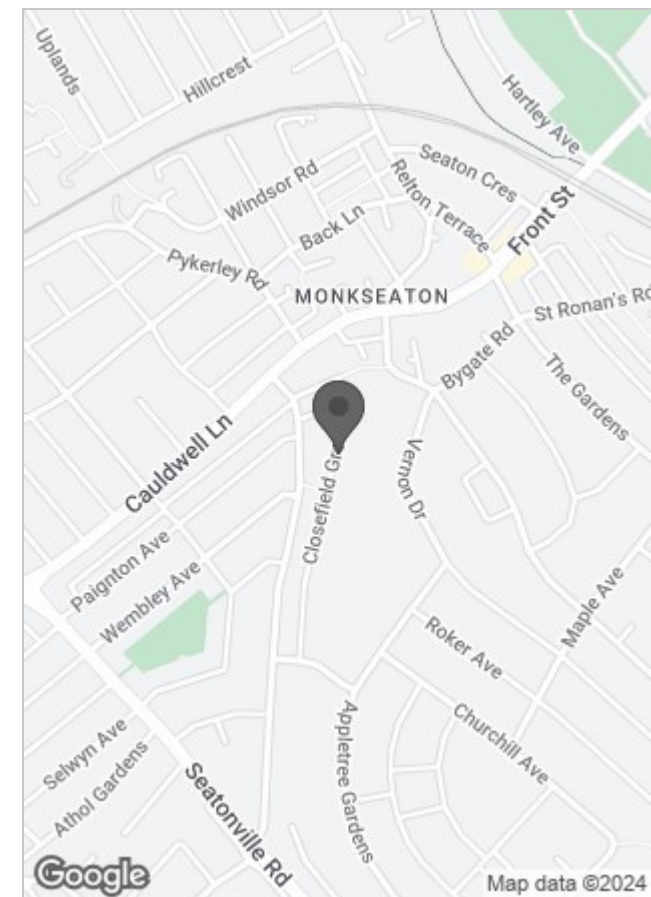 Uplands
Hillcrest
Hartley Ave
Seaton Cres
Windsor Rd
Relton Terrace
Front St
Back Ln
Pykerley Rd
MONKSEATON
St Ronan's Rd
Bygate Rd
The Gardens
Cauldwell Ln
Closefield Gr
Vernon Dr
Paignton Ave
Wembley Ave
Maple Ave
Roker Ave
Selwyn Ave
Athol Gardens
Appletree Gardens
Churchill Ave
Seatonville Rd
Google
Map data ©2024